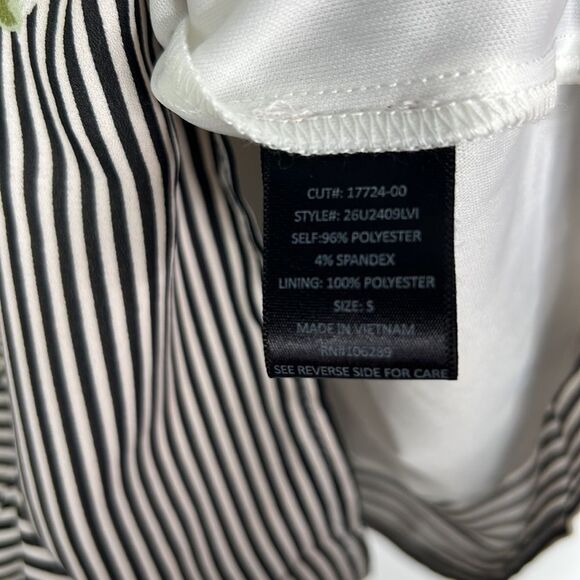 CUT#: 17724-00
STYLE#: 26U2409LVI
SELF:96% POLYESTER
4% SPANDEX
LINING: 100% POLYESTER
SIZE: S
MADE IN VIETNAM
RN#106289
SEE REVERSE SIDE FOR CARE